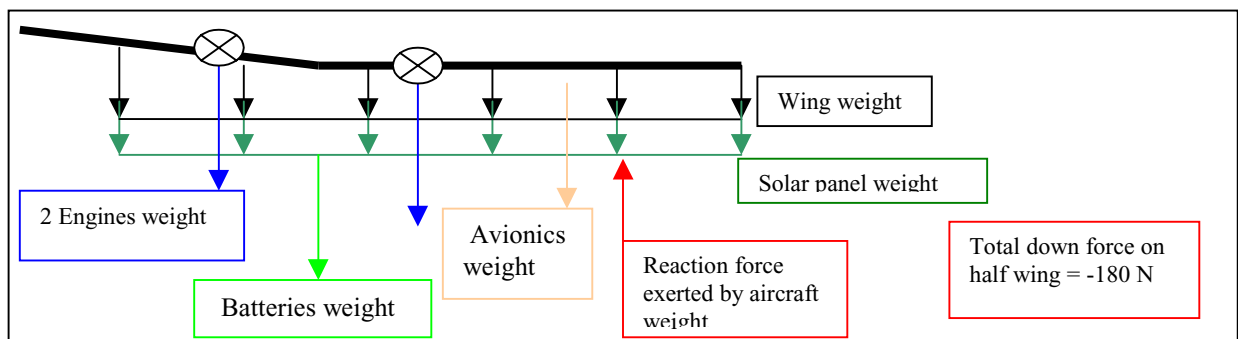 Wing weight
Solar panel weight
2 Engines weight
Avionics
weight
Total down force on
half wing = -180 N
Reaction force
exerted by aircraft
weight
Batteries weight